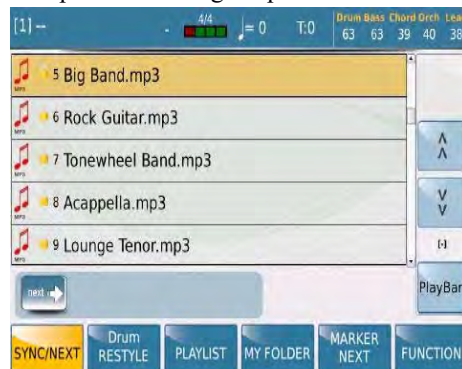 [1] -- - 4/4 ♩= 0 T:0 Drum Bass Chord Orch Lea
63 63 39 40 38
5 Big Band.mp3
6 Rock Guitar.mp3
7 Tonewheel Band.mp3
8 Acappella.mp3
9 Lounge Tenor.mp3
[-]
next
PlayBar
SYNC/NEXT Drum RESTYLE PLAYLIST MY FOLDER MARKER NEXT FUNCTION